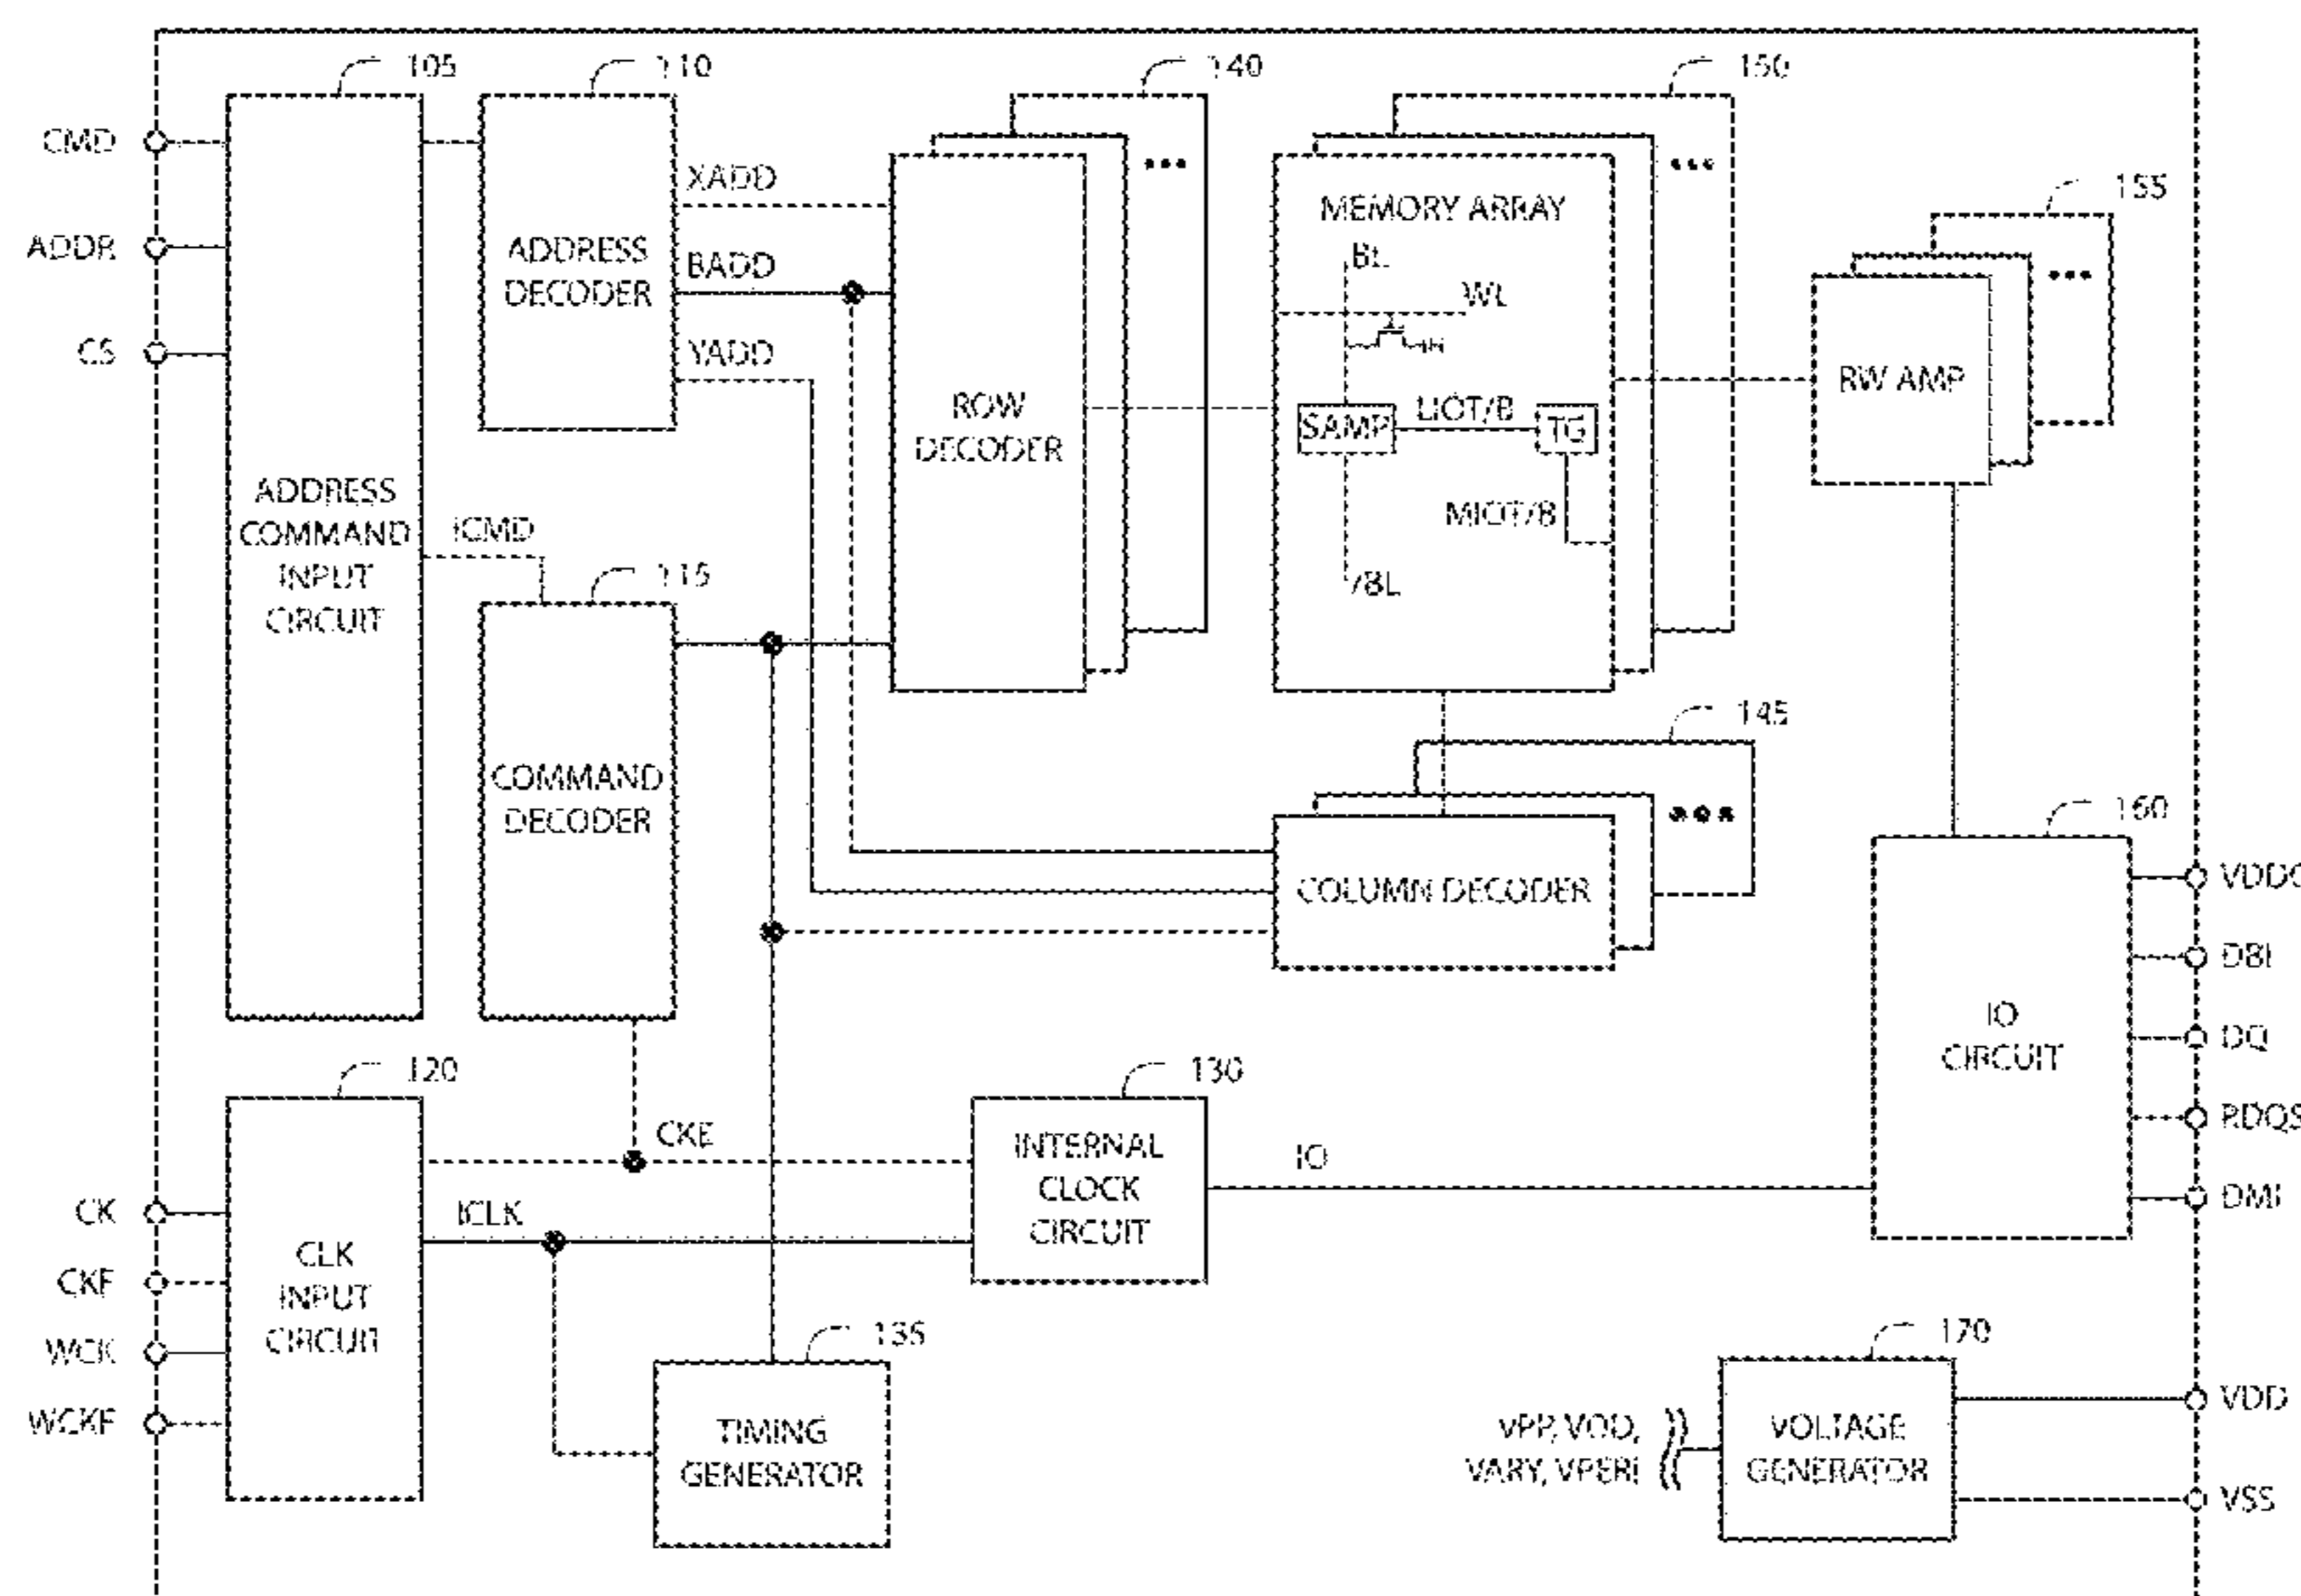 105
110
140
150
155
CMD
ADDR
CS
XADD
BADD
YADD
ADDRESS
DECODER
MEMORY ARRAY
BL
WL
SAMP
LIOT/B
TG
MIOT/B
/BL
RW AMP
ROW
DECODER
ADDRESS
COMMAND
INPUT
CIRCUIT
ICMD
115
COMMAND
DECODER
145
COLUMN DECODER
160
IO
CIRCUIT
DBI
DQ
RDQS
DMI
120
CKE
130
INTERNAL
CLOCK
CIRCUIT
IO
CK
CKF
WCK
WCKF
ICLK
CLK
INPUT
CIRCUIT
135
TIMING
GENERATOR
170
VPP, VOD,
VARY, VPERI
VOLTAGE
GENERATOR
VDD
VSS